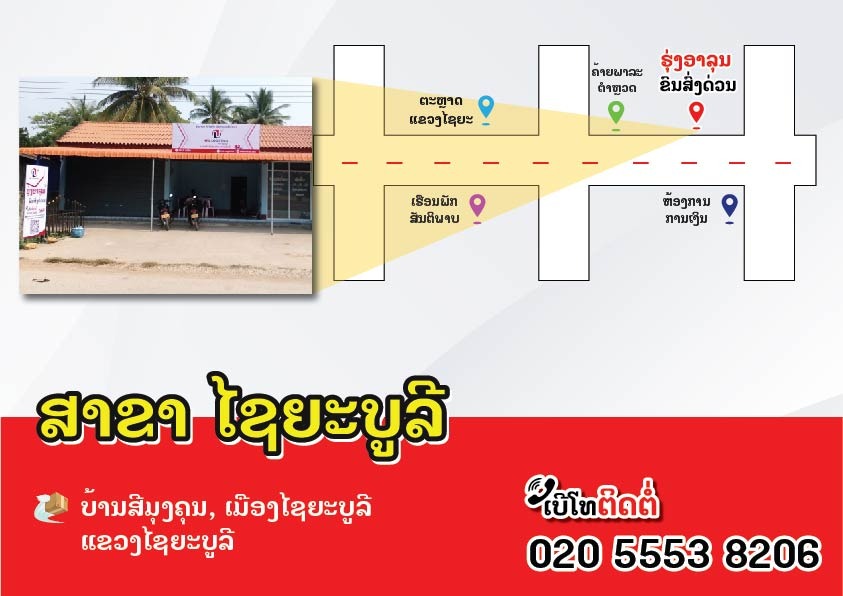 ຕະຫຼາດ
ແຂວງໄຊຍະ
ຄ້າຍພາລະ
ຕຳຫຼວດ
ຮຸ່ງອາລຸນ
ຂົນສົ່ງດ່ວນ
ເຮືອນພັກ
ສັນຕິພາບ
ຫ້ອງການ
ການເງິນ
ສາຂາ ໄຊຍະບູລີ
ບ້ານສີມຸງຄຸນ, ເມືອງໄຊຍະບູລີ
ແຂວງໄຊຍະບູລີ
ເບີໂທຕິດຕໍ່
020 5553 8206